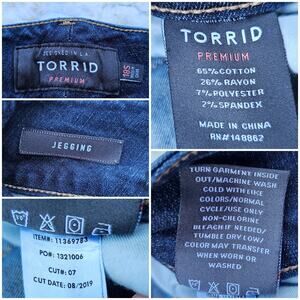 DESIGNED IN L.A.
TORRID
PREMIUM
18S
JEGGING
ITEM#: 11369783
PO#: 1321006
CUT#: 07
CUT DATE: 08/2019
TORRID
PREMIUM
65% COTTON
26% RAYON
7% POLYESTER
2% SPANDEX
MADE IN CHINA
RN# 148862
TURN GARMENT INSIDE
OUT/MACHINE WASH
COLD WITH LIKE
COLORS/NORMAL
CYCLE/USE ONLY
NON-CHLORINE
BLEACH IF NEEDED/
TUMBLE DRY LOW/
COLOR MAY TRANSFER
WHEN WORN OR
WASHED